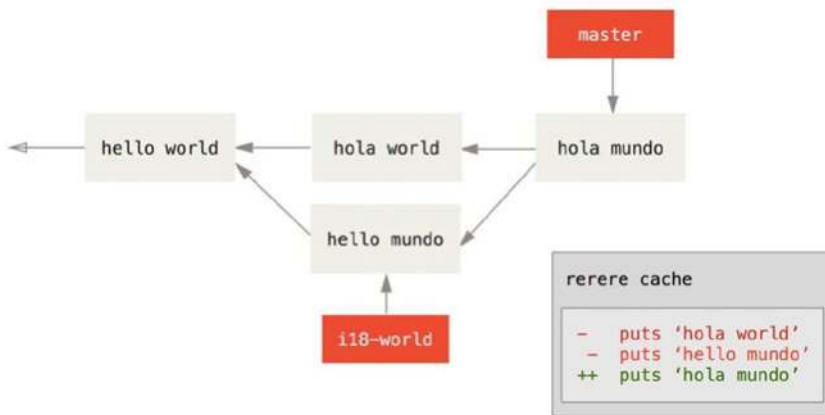 master
hello world
hola world
hola mundo
hello mundo
i18-world
rerere cache
- puts ‘hola world’
- puts ‘hello mundo’
++ puts ‘hola mundo’